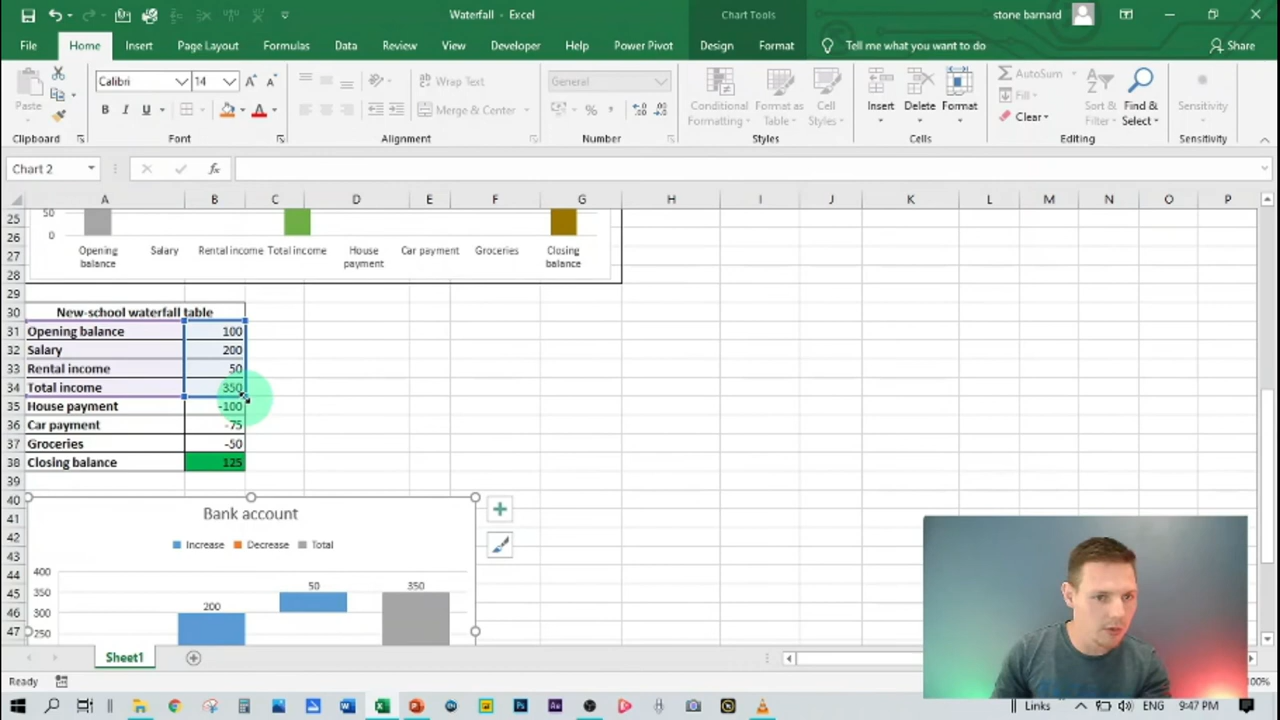 Waterfall - Excel
Chart Tools
stone barnard
File Home Insert Page Layout Formulas Data Review View Developer Help Power Pivot Design Format Tell me what you want to do Share
Calibri 14
Wrap Text
General
Paste
B I U
Merge & Center
Conditional Formatting
Format as Table
Cell Styles
Insert Delete Format
AutoSum
Fill
Clear
Sort & Filter
Find & Select
Sensitivity
Clipboard Font Alignment Number Styles Cells Editing Sensitivity
Chart 2 fx
A B C D E F G H I J K L M N O P
25 50
26 0
Opening balance Salary Rental income Total income House payment Car payment Groceries Closing balance
27
28
29
30 New-school waterfall table
31 Opening balance 100
32 Salary 200
33 Rental income 50
34 Total income 350
35 House payment -100
36 Car payment -75
37 Groceries -50
38 Closing balance 125
39
40
41 Bank account
42
43 Increase Decrease Total
44 400
45 350 50 350
46 300 200
47 250
Sheet1
Ready 100%
Links ENG 9:47 PM